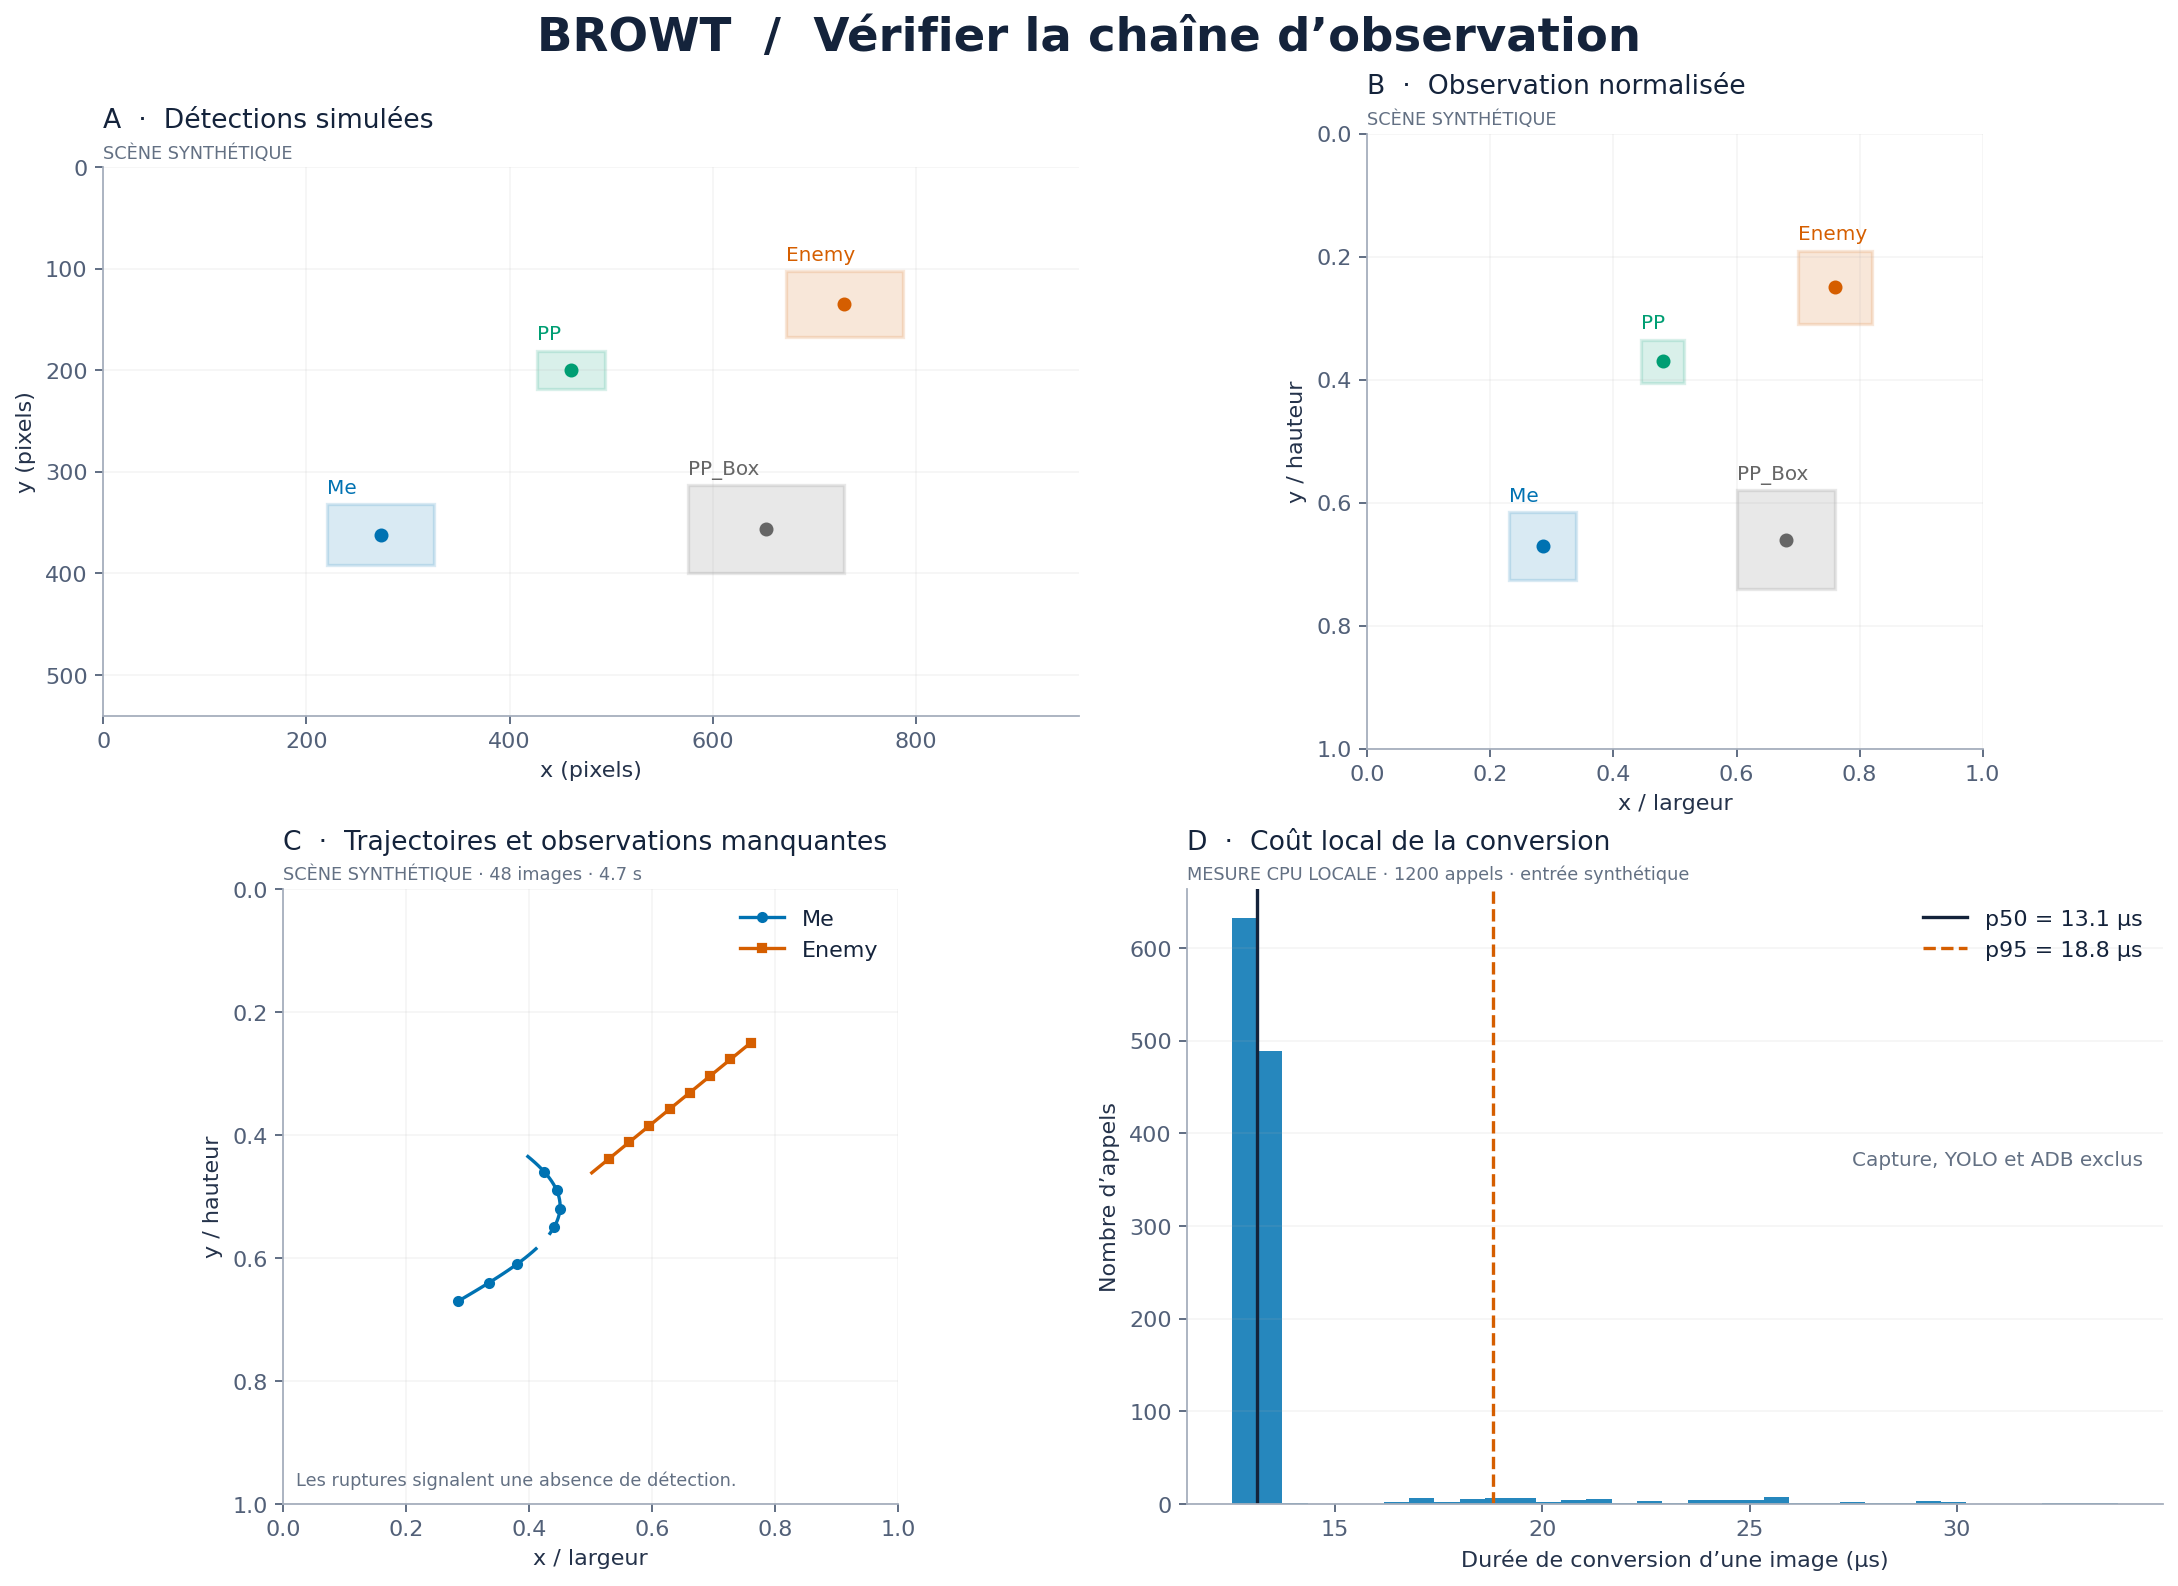 BROWT / Vérifier la chaîne d’observation
A · Détections simulées
SCÈNE SYNTHÉTIQUE
0
100
200
300
400
500
y (pixels)
Enemy
PP
PP_Box
Me
0 200 400 600 800
x (pixels)
B · Observation normalisée
SCÈNE SYNTHÉTIQUE
0.0
0.2
0.4
0.6
0.8
1.0
y / hauteur
Enemy
PP
PP_Box
Me
0.0 0.2 0.4 0.6 0.8 1.0
x / largeur
C · Trajectoires et observations manquantes
SCÈNE SYNTHÉTIQUE · 48 images · 4.7 s
0.0
0.2
0.4
0.6
0.8
1.0
y / hauteur
Me
Enemy
Les ruptures signalent une absence de détection.
0.0 0.2 0.4 0.6 0.8 1.0
x / largeur
D · Coût local de la conversion
MESURE CPU LOCALE · 1200 appels · entrée synthétique
600
500
400
300
200
100
0
Nombre d’appels
p50 = 13.1 µs
p95 = 18.8 µs
Capture, YOLO et ADB exclus
15 20 25 30
Durée de conversion d’une image (µs)